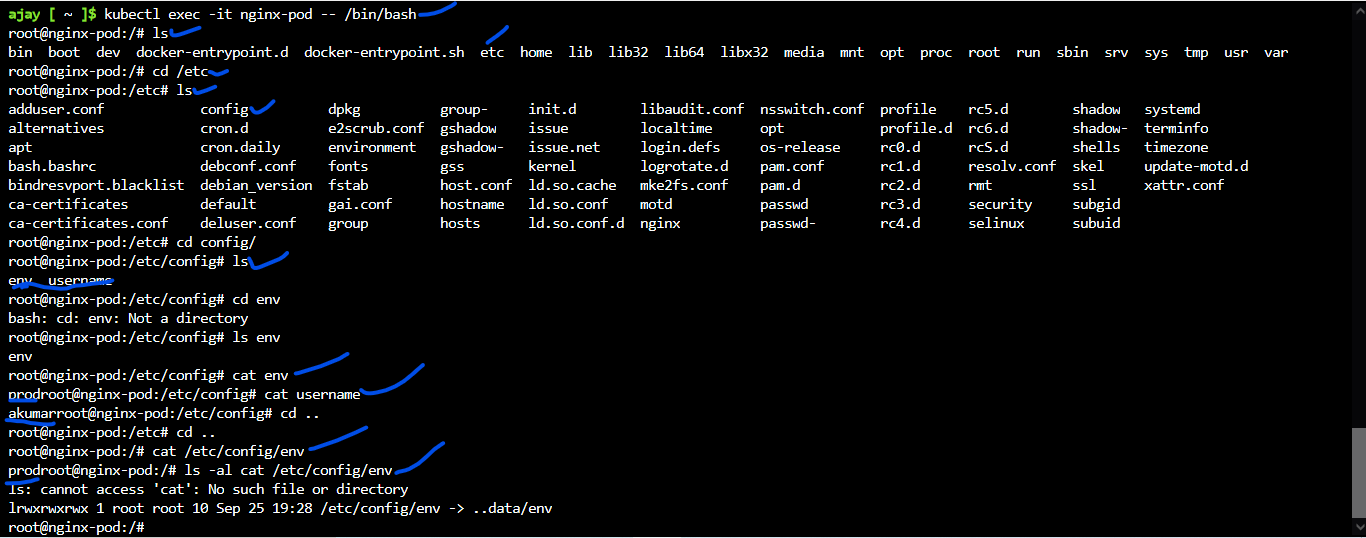 ajay [ ~ ]$ kubectl exec -it nginx-pod -- /bin/bash
root@nginx-pod:/# ls
bin boot dev docker-entrypoint.d docker-entrypoint.sh etc home lib lib32 lib64 libx32 media mnt opt proc root run sbin srv sys tmp usr var
root@nginx-pod:/# cd /etc
root@nginx-pod:/etc# ls
adduser.conf config dpkg group- init.d libaudit.conf nsswitch.conf profile rc5.d shadow systemd
alternatives cron.d e2scrub.conf gshadow issue localtime opt profile.d rc6.d shadow- terminfo
apt cron.daily environment gshadow- issue.net login.defs os-release rc0.d rcS.d shells timezone
bash.bashrc debconf.conf fonts gss kernel logrotate.d pam.conf rc1.d resolv.conf skel update-motd.d
bindresvport.blacklist debian_version fstab host.conf ld.so.cache mke2fs.conf pam.d rc2.d rmt ssl xattr.conf
ca-certificates default gai.conf hostname ld.so.conf motd passwd rc3.d security subgid
ca-certificates.conf deluser.conf group hosts ld.so.conf.d nginx passwd- rc4.d selinux subuid
root@nginx-pod:/etc# cd config/
root@nginx-pod:/etc/config# ls
env username
root@nginx-pod:/etc/config# cd env
bash: cd: env: Not a directory
root@nginx-pod:/etc/config# ls env
env
root@nginx-pod:/etc/config# cat env
prodroot@nginx-pod:/etc/config# cat username
akumarroot@nginx-pod:/etc/config# cd ..
root@nginx-pod:/etc# cd ..
root@nginx-pod:/# cat /etc/config/env
prodroot@nginx-pod:/# ls -al cat /etc/config/env
ls: cannot access 'cat': No such file or directory
lrwxrwxrwx 1 root root 10 Sep 25 19:28 /etc/config/env -> ..data/env
root@nginx-pod:/#